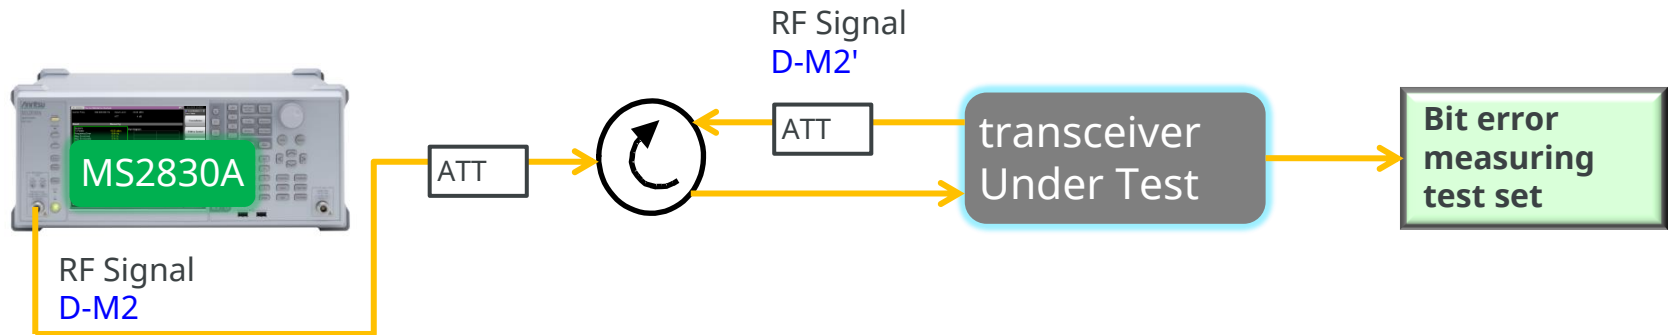 RF Signal
D-M2'
MS2830A
ATT
ATT
transceiver
Under Test
Bit error
measuring
test set
RF Signal
D-M2